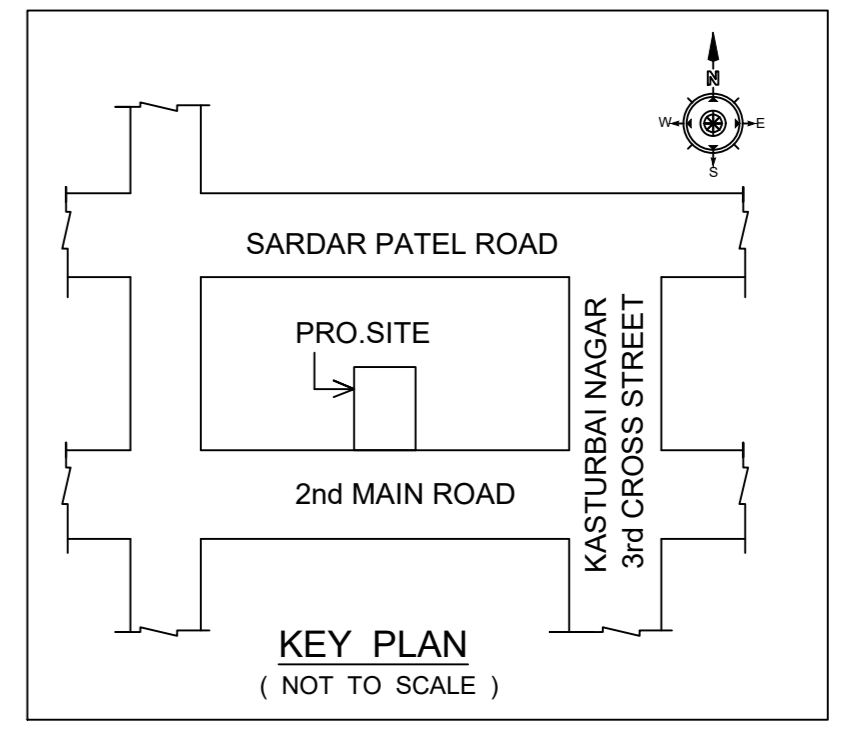 N
W
E
S
SARDAR PATEL ROAD
PRO.SITE
KASTURBAI NAGAR
3rd CROSS STREET
2nd MAIN ROAD
KEY PLAN
( NOT TO SCALE )